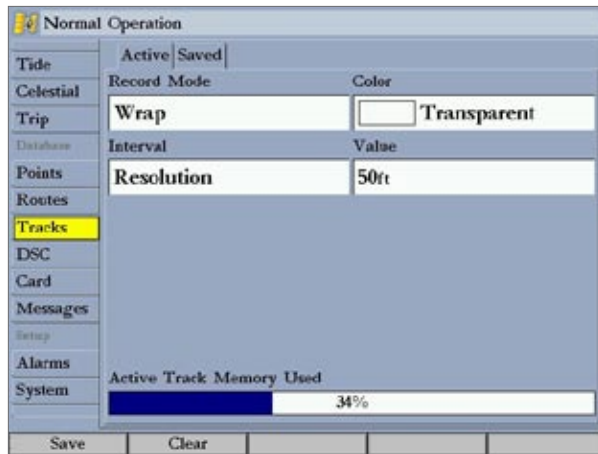 Normal Operation
Tide
Celestial
Trip
Database
Points
Routes
Tracks
DSC
Card
Messages
Setup
Alarms
System
Active Saved
Record Mode Color
Wrap Transparent
Interval Value
Resolution 50ft
Active Track Memory Used
34%
Save Clear